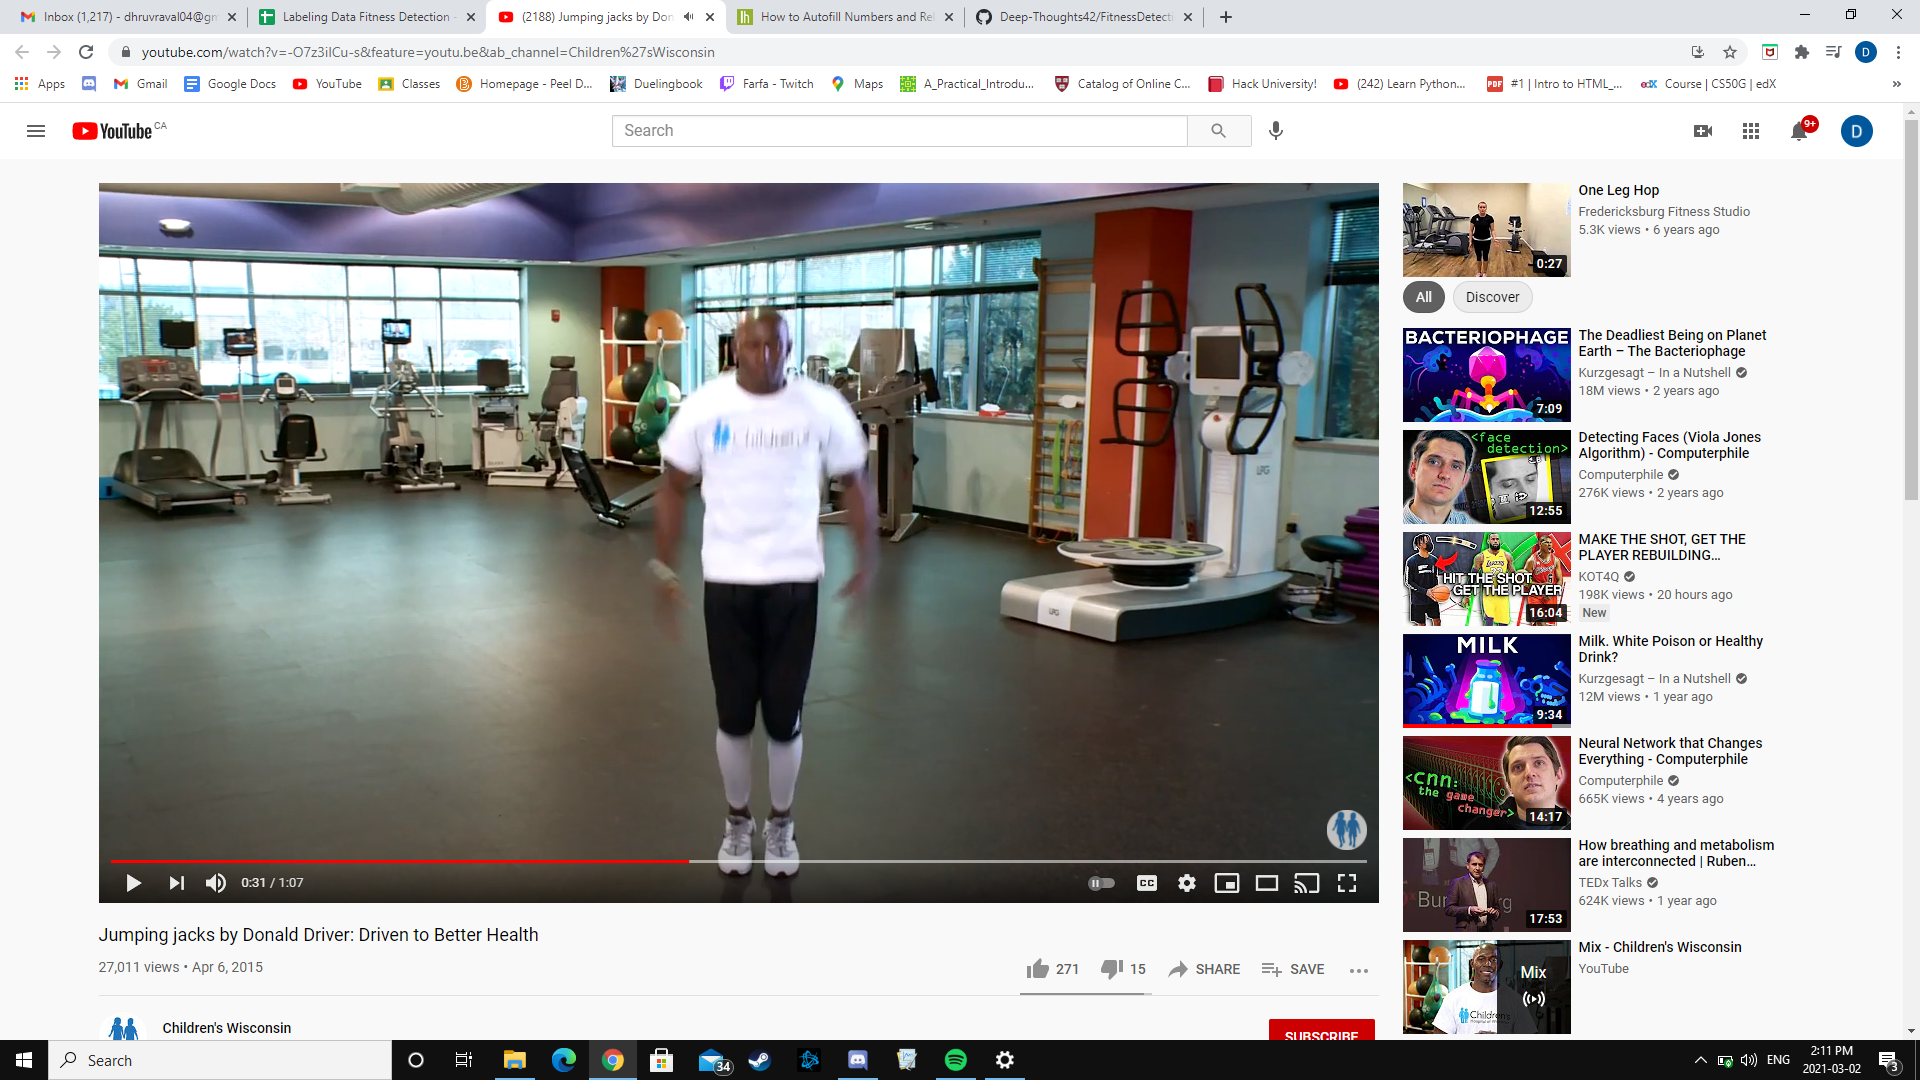 Inbox (1,217) - dhruvraval04@gm
Labeling Data Fitness Detection -
(2188) Jumping jacks by Don
How to Autofill Numbers and Re
Deep-Thoughts42/FitnessDetecti
youtube.com/watch?v=-O7z3iICu-s&feature=youtu.be&ab_channel=Children%27sWisconsin
Apps
Gmail
Google Docs
YouTube
Classes
Homepage - Peel D...
Duelingbook
Farfa - Twitch
Maps
A_Practical_Introdu...
Catalog of Online C...
Hack University!
(242) Learn Python...
#1 | Intro to HTML_...
Course | CS50G | edX
YouTube CA
Search
9+
D
One Leg Hop
Fredericksburg Fitness Studio
5.3K views • 6 years ago
0:27
All
Discover
BACTERIOPHAGE
7:09
The Deadliest Being on Planet
Earth – The Bacteriophage
Kurzgesagt – In a Nutshell
18M views • 2 years ago
<face
detection>
12:55
Detecting Faces (Viola Jones
Algorithm) - Computerphile
Computerphile
276K views • 2 years ago
HIT THE SHOT
GET THE PLAYER
16:04
MAKE THE SHOT, GET THE
PLAYER REBUILDING...
KOT4Q
198K views • 20 hours ago
New
MILK
9:34
Milk. White Poison or Healthy
Drink?
Kurzgesagt – In a Nutshell
12M views • 1 year ago
<cnn:
the game
changer>
14:17
Neural Network that Changes
Everything - Computerphile
Computerphile
665K views • 4 years ago
17:53
How breathing and metabolism
are interconnected | Ruben...
TEDx Talks
624K views • 1 year ago
Mix
Children's
Mix - Children's Wisconsin
YouTube
0:31 / 1:07
CC
Jumping jacks by Donald Driver: Driven to Better Health
27,011 views • Apr 6, 2015
271
15
SHARE
SAVE
Children's Wisconsin
SUBSCRIBE
Search
34
ENG
2:11 PM
2021-03-02
3